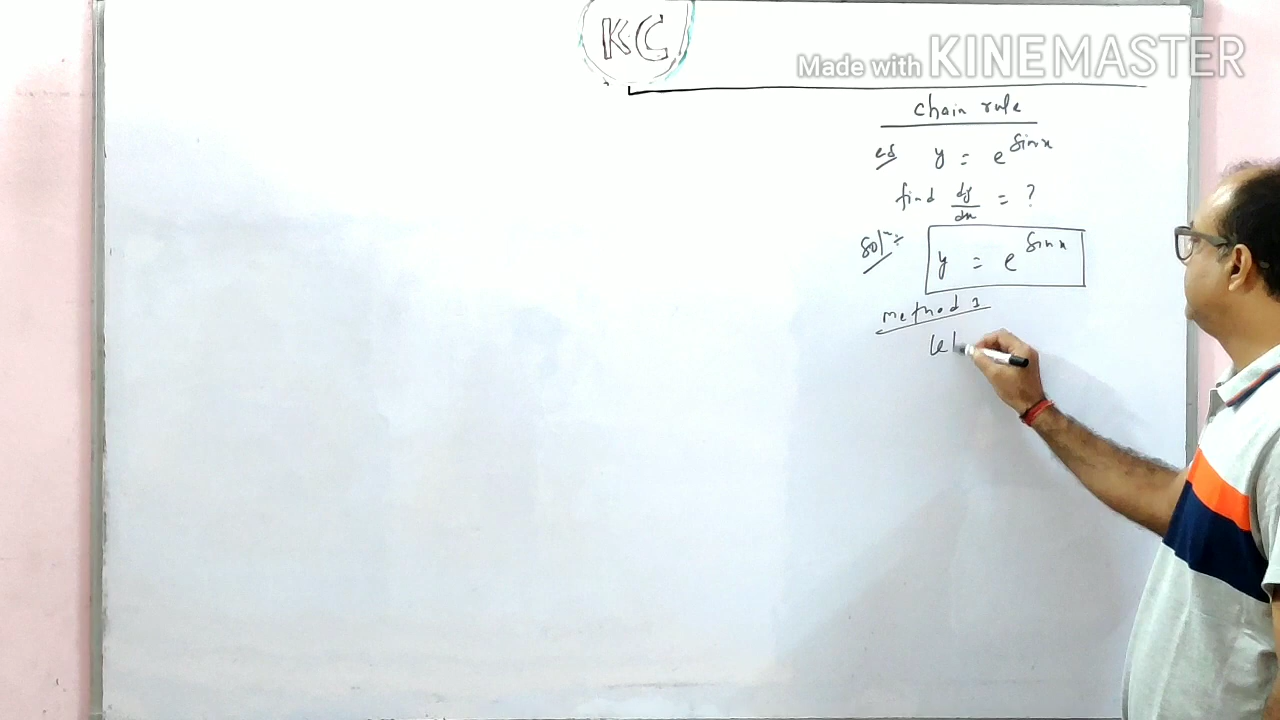 KC
Made with KINEMASTER
Chain rule
eg y = e^sinx
find dy/dx = ?
Sol^n :-
y = e^sinx
method 1
let